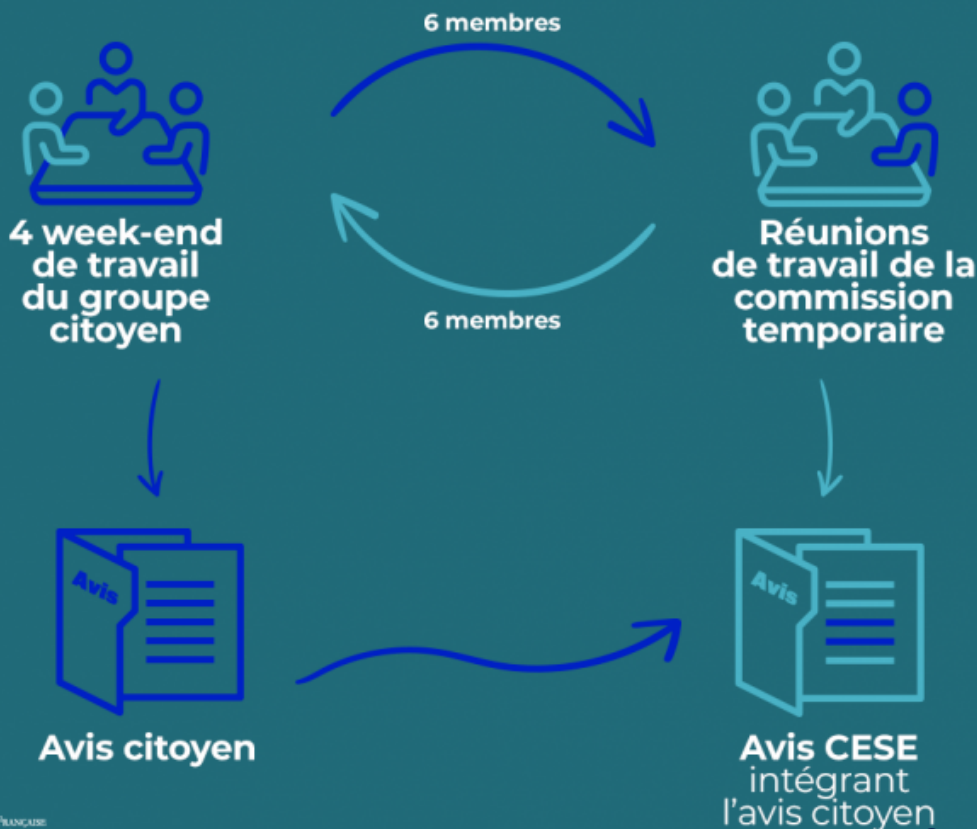 6 membres
4 week-end
de travail
du groupe
citoyen
Réunions
de travail de la
commission
temporaire
6 membres
Avis
Avis
Avis citoyen
Avis CESE
intégrant
l'avis citoyen
FRANÇAISE